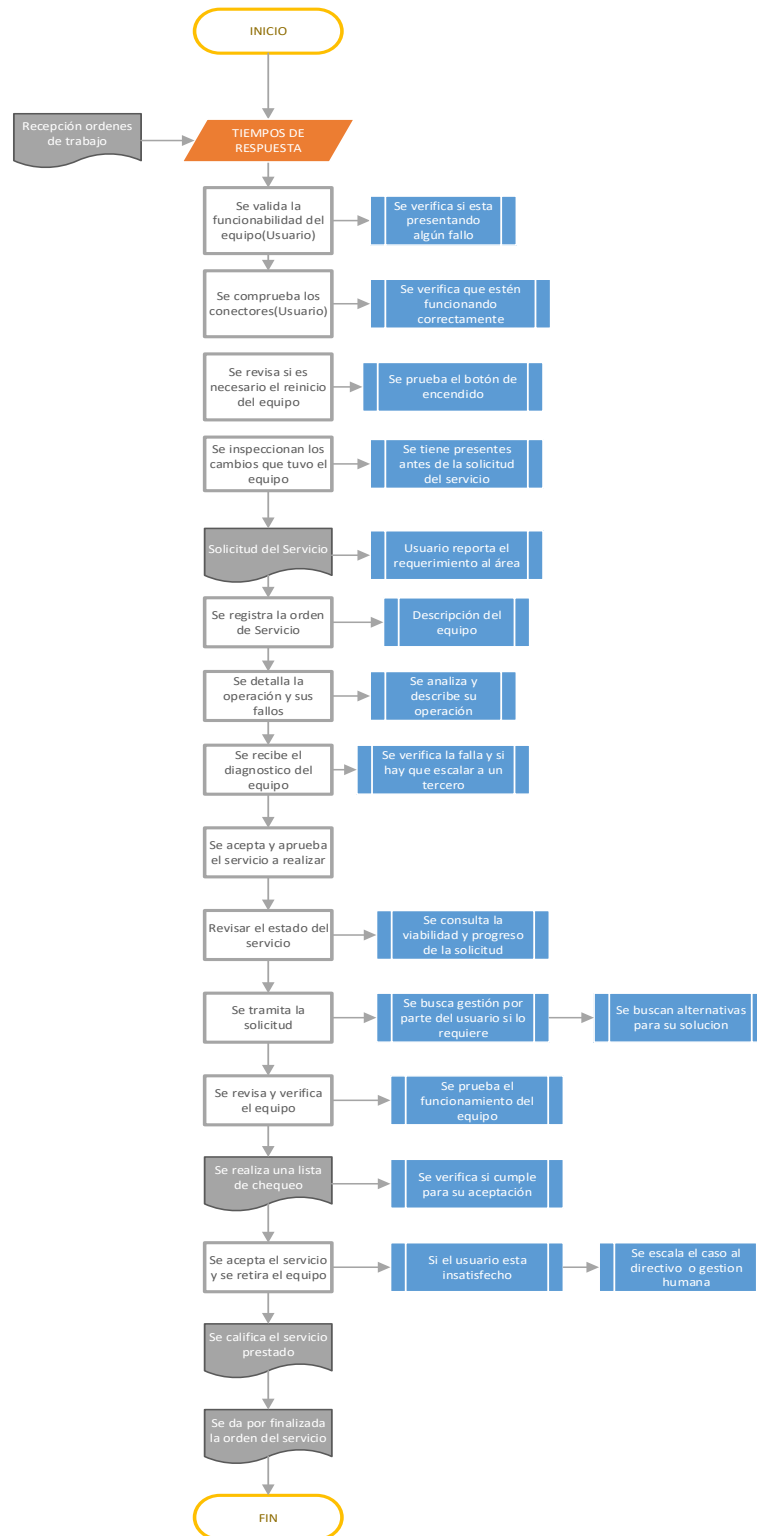 INICIO
Recepción ordenes
de trabajo
TIEMPOS DE
RESPUESTA
Se valida la
funcionabilidad del
equipo(Usuario)
Se verifica si esta
presentando
algún fallo
Se comprueba los
conectores(Usuario)
Se verifica que estén
funcionando
correctamente
Se revisa si es
necesario el reinicio
del equipo
Se prueba el botón de
encendido
Se inspeccionan los
cambios que tuvo el
equipo
Se tiene presentes
antes de la solicitud
del servicio
Solicitud del Servicio
Usuario reporta el
requerimiento al área
Se registra la orden
de Servicio
Descripción del
equipo
Se detalla la
operación y sus
fallos
Se analiza y
describe su
operación
Se recibe el
diagnostico del
equipo
Se verifica la falla y si
hay que escalar a un
tercero
Se acepta y aprueba
el servicio a realizar
Revisar el estado del
servicio
Se consulta la
viabilidad y progreso
de la solicitud
Se tramita la
solicitud
Se busca gestión por
parte del usuario si lo
requiere
Se buscan alternativas
para su solucion
Se revisa y verifica
el equipo
Se prueba el
funcionamiento del
equipo
Se realiza una lista
de chequeo
Se verifica si cumple
para su aceptación
Se acepta el servicio
y se retira el equipo
Si el usuario esta
insatisfecho
Se escala el caso al
directivo o gestion
humana
Se califica el servicio
prestado
Se da por finalizada
la orden del servicio
FIN